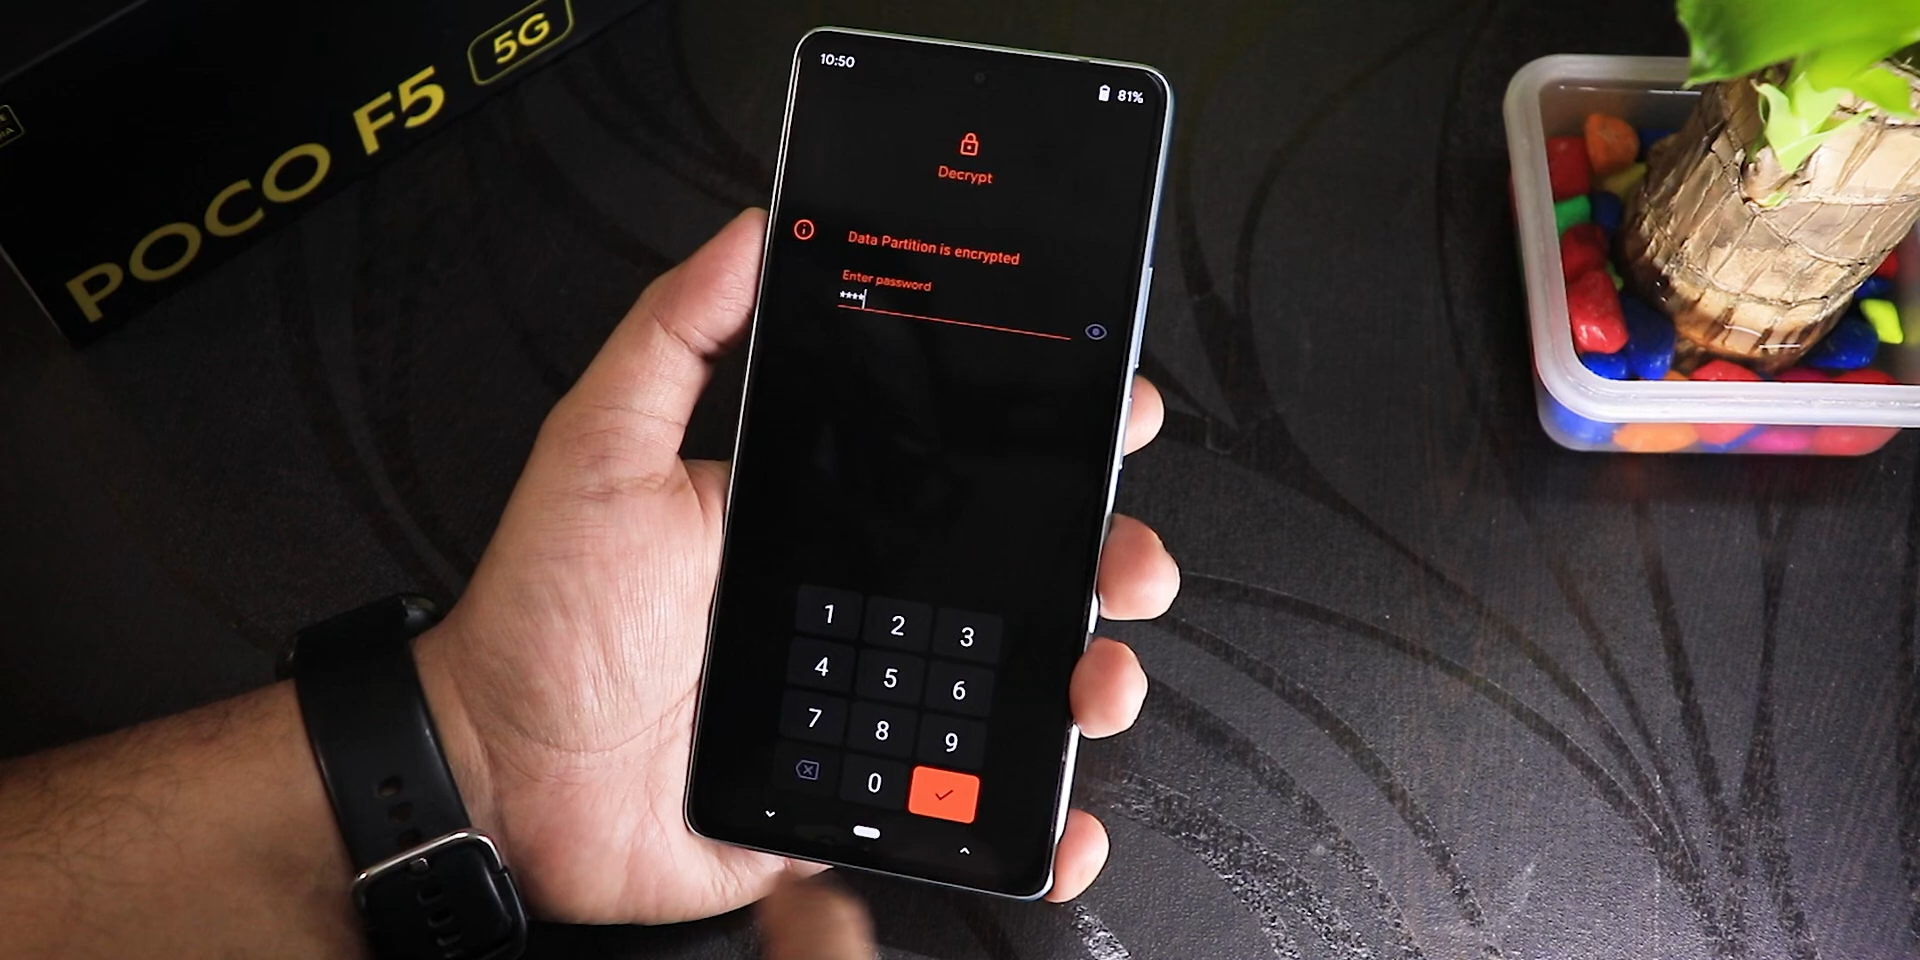 POCO F5 5G
10:50
81%
Decrypt
Data Partition is encrypted
Enter password
****
1 2 3
4 5 6
7 8 9
0